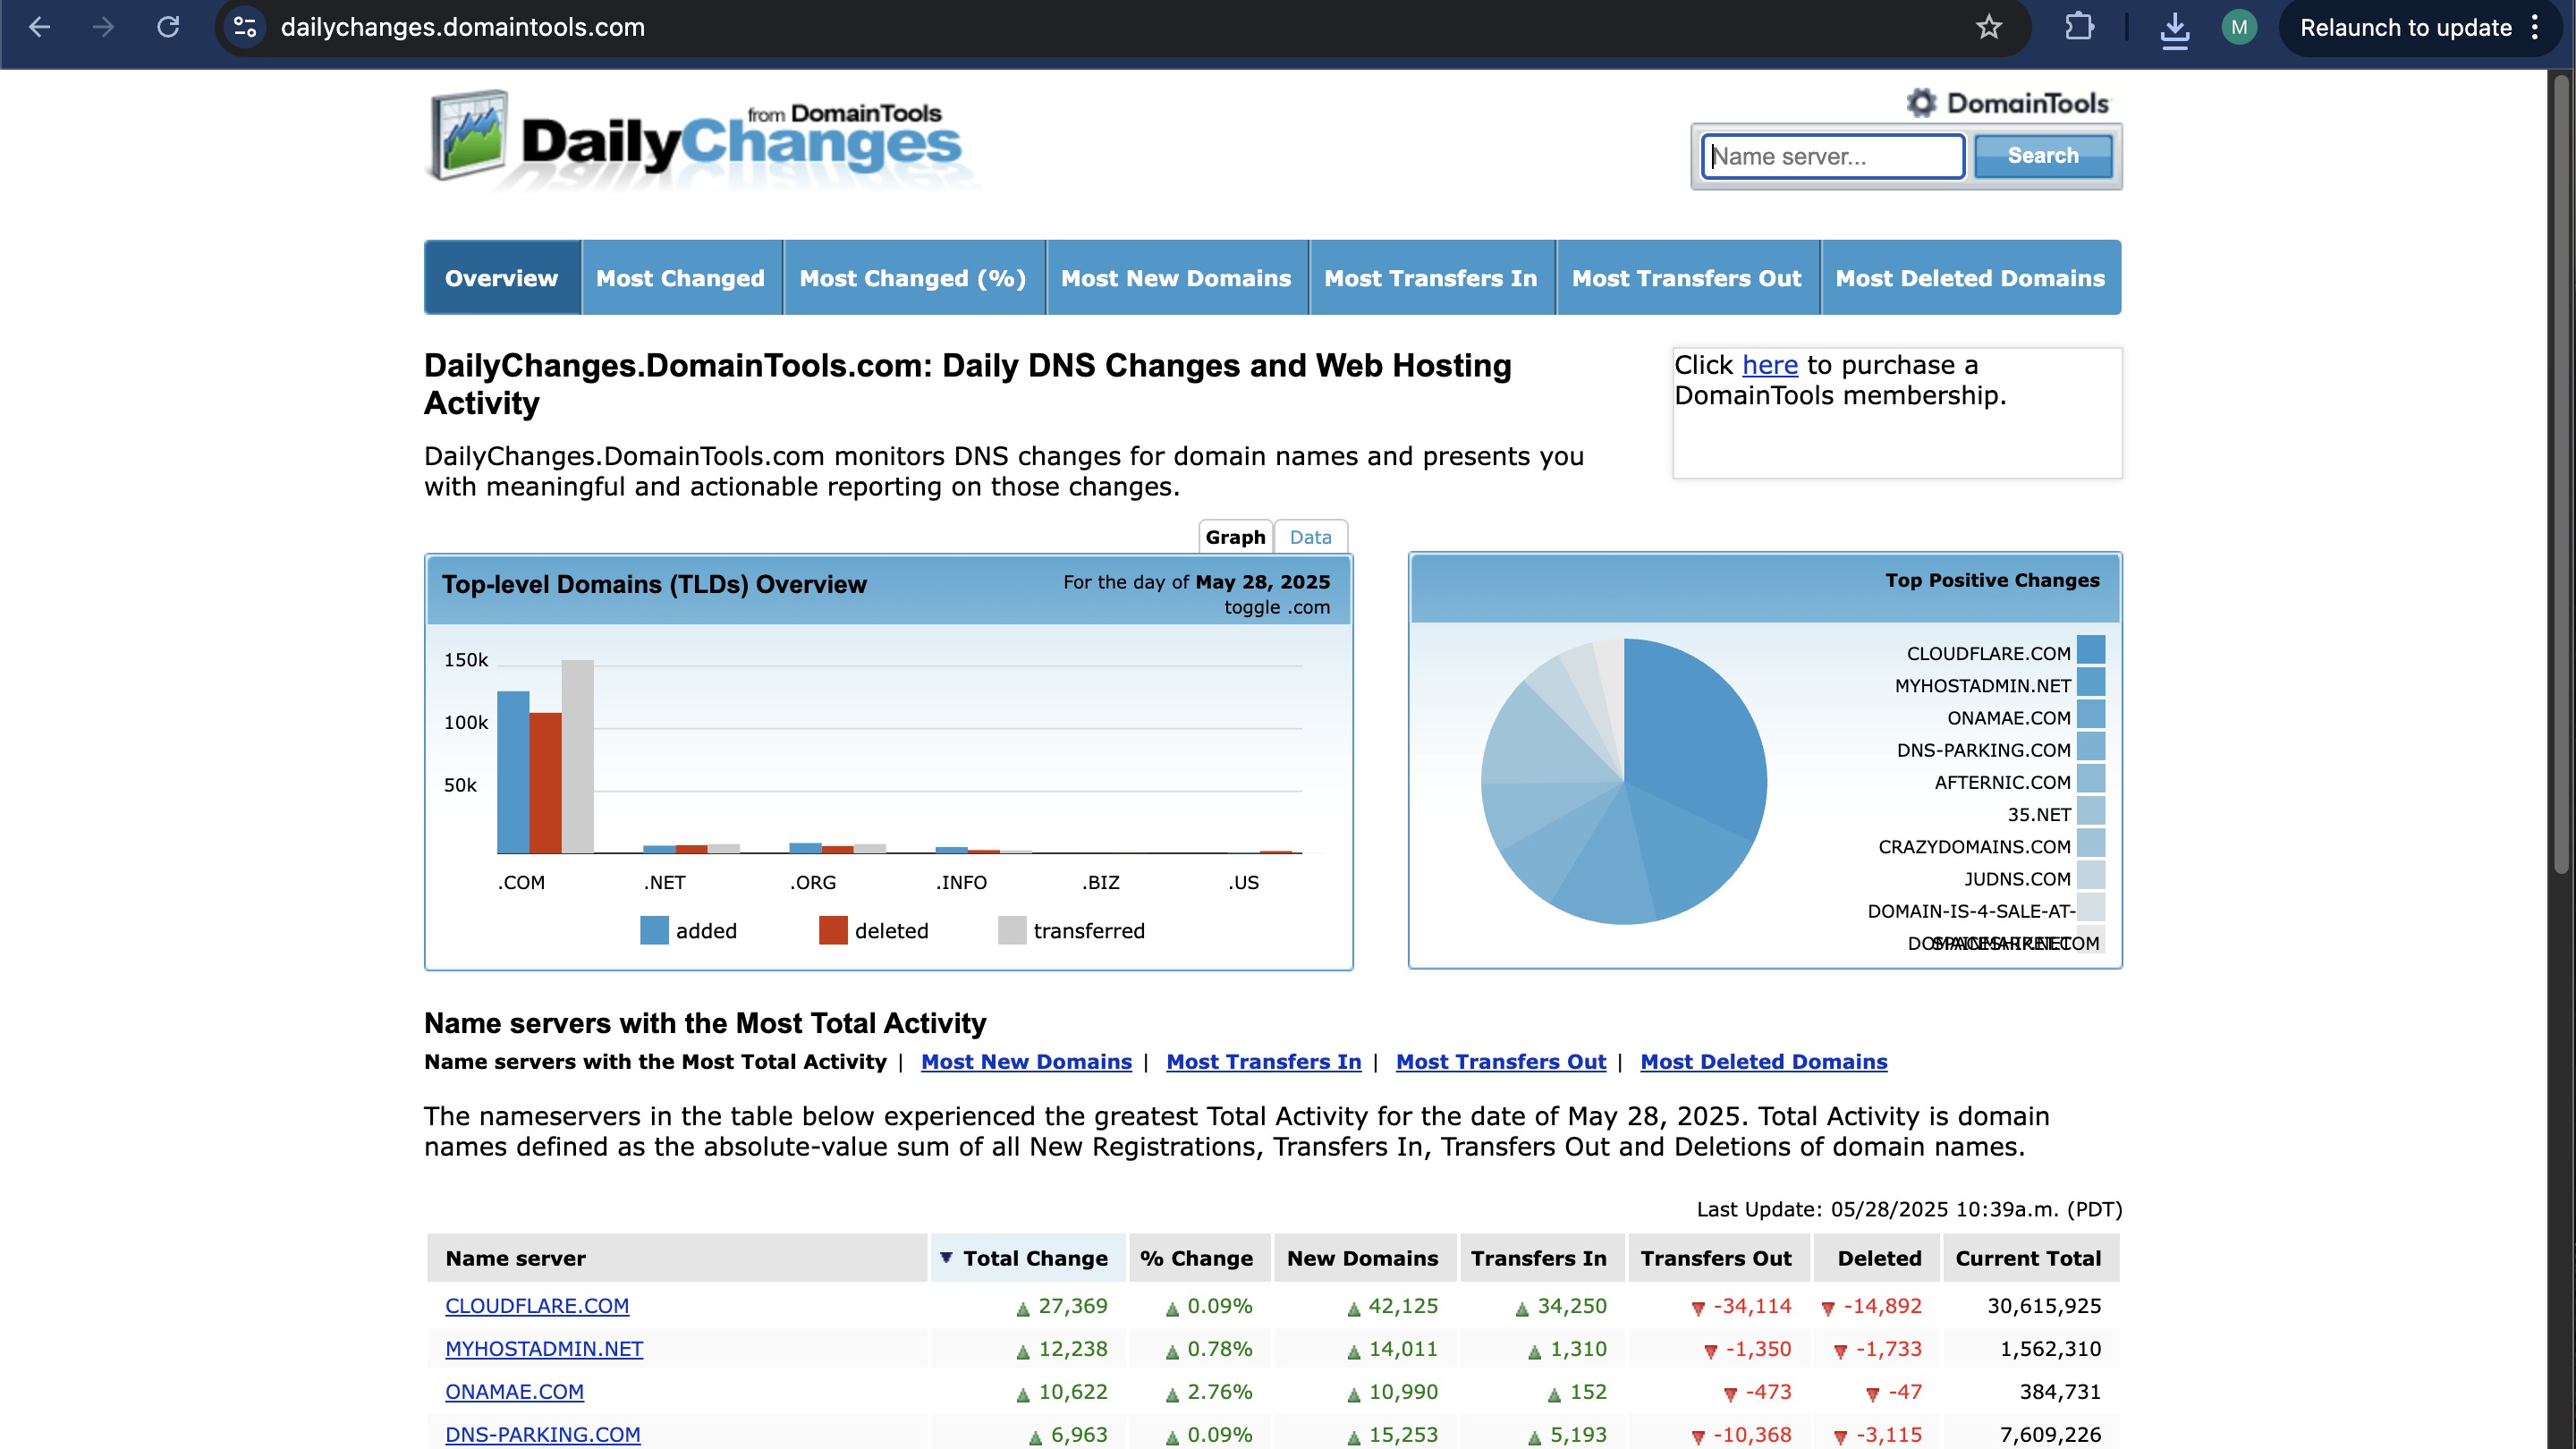 dailychanges.domaintools.com
M
Relaunch to update
from DomainTools
DailyChanges
DomainTools
Name server...
Search
Overview
Most Changed
Most Changed (%)
Most New Domains
Most Transfers In
Most Transfers Out
Most Deleted Domains
DailyChanges.DomainTools.com: Daily DNS Changes and Web Hosting
Activity
Click here to purchase a
DomainTools membership.
DailyChanges.DomainTools.com monitors DNS changes for domain names and presents you
with meaningful and actionable reporting on those changes.
Graph
Data
Top-level Domains (TLDs) Overview
For the day of May 28, 2025
toggle .com
150k
100k
50k
.COM
.NET
.ORG
.INFO
.BIZ
.US
added
deleted
transferred
Top Positive Changes
CLOUDFLARE.COM
MYHOSTADMIN.NET
ONAMAE.COM
DNS-PARKING.COM
AFTERNIC.COM
35.NET
CRAZYDOMAINS.COM
JUDNS.COM
DOMAIN-IS-4-SALE-AT-
Name servers with the Most Total Activity
Name servers with the Most Total Activity | Most New Domains | Most Transfers In | Most Transfers Out | Most Deleted Domains
The nameservers in the table below experienced the greatest Total Activity for the date of May 28, 2025. Total Activity is domain
names defined as the absolute-value sum of all New Registrations, Transfers In, Transfers Out and Deletions of domain names.
Last Update: 05/28/2025 10:39a.m. (PDT)
Name server Total Change % Change New Domains Transfers In Transfers Out Deleted Current Total
CLOUDFLARE.COM 27,369 0.09% 42,125 34,250 -34,114 -14,892 30,615,925
MYHOSTADMIN.NET 12,238 0.78% 14,011 1,310 -1,350 -1,733 1,562,310
ONAMAE.COM 10,622 2.76% 10,990 152 -473 -47 384,731
DNS-PARKING.COM 6,963 0.09% 15,253 5,193 -10,368 -3,115 7,609,226